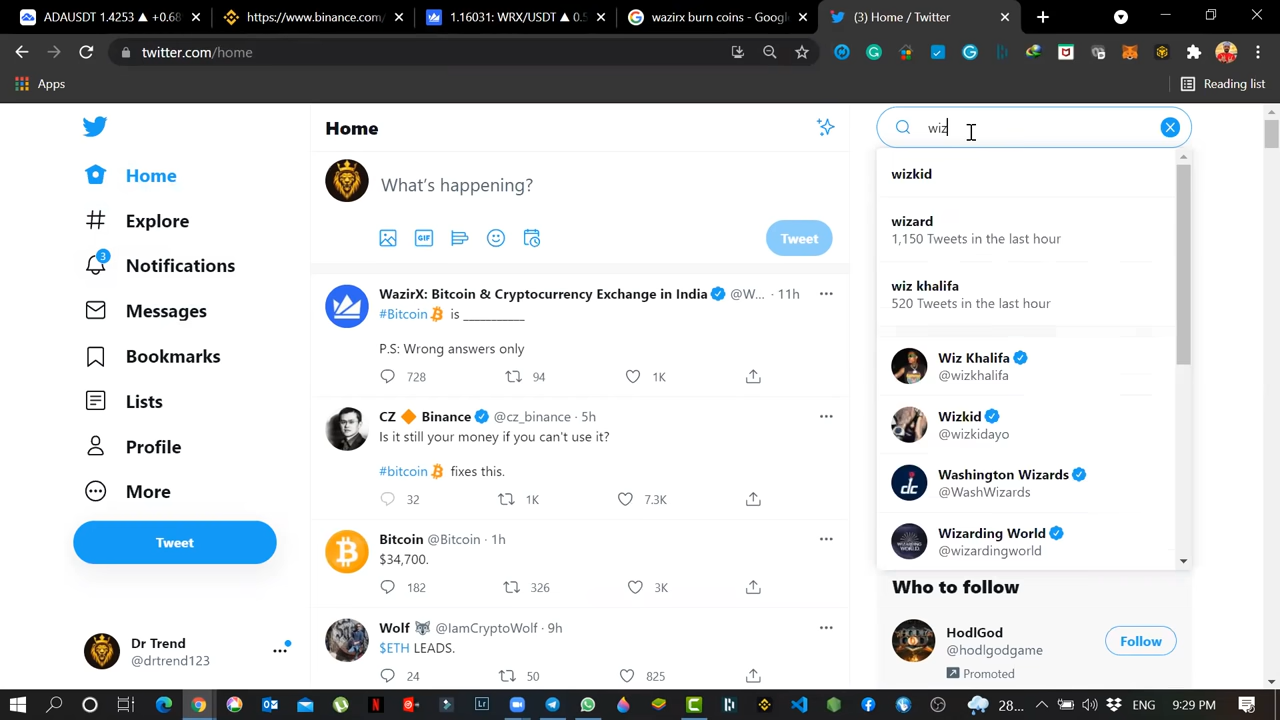 ADAUSDT 1.4253 ▲ +0.68
https://www.binance.com/
1.10031: WRX/USDT ▲ 0.5
wazirx burn coins - Google
(3) Home / Twitter
twitter.com/home
Apps
Reading list
Home
Explore
3
Notifications
Messages
Bookmarks
Lists
Profile
More
Tweet
Dr Trend
@drtrend123
Home
What's happening?
GIF
Tweet
WazirX: Bitcoin & Cryptocurrency Exchange in India @W... · 11h
#Bitcoin is ___________
P.S: Wrong answers only
728 94 1K
CZ 🔶 Binance @cz_binance · 5h
Is it still your money if you can't use it?
#bitcoin fixes this.
32 1K 7.3K
Bitcoin @Bitcoin · 1h
$34,700.
182 326 3K
Wolf 🐺 @IamCryptoWolf · 9h
$ETH LEADS.
24 50 825
wiz
wizkid
wizard
1,150 Tweets in the last hour
wiz khalifa
520 Tweets in the last hour
Wiz Khalifa
@wizkhalifa
Wizkid
@wizkidayo
Washington Wizards
@WashWizards
Wizarding World
@wizardingworld
Who to follow
HodlGod
@hodlgodgame
Follow
Promoted
28...
ENG
9:29 PM